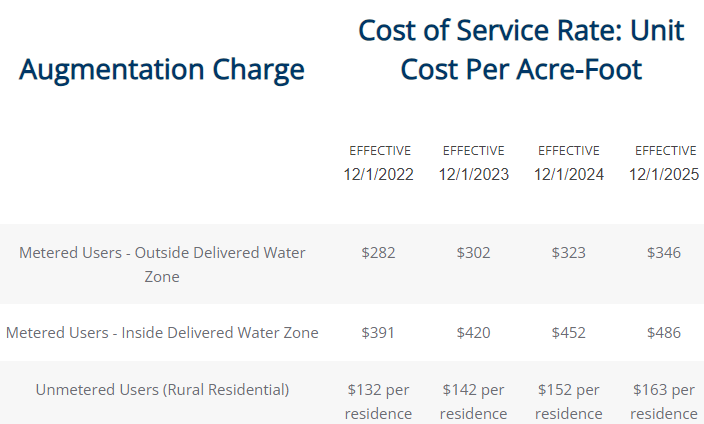 Augmentation Charge
Cost of Service Rate: Unit
Cost Per Acre-Foot
EFFECTIVE EFFECTIVE EFFECTIVE EFFECTIVE
12/1/2022 12/1/2023 12/1/2024 12/1/2025
Metered Users - Outside Delivered Water
Zone
$282 $302 $323 $346
Metered Users - Inside Delivered Water Zone $391 $420 $452 $486
Unmetered Users (Rural Residential) $132 per $142 per $152 per $163 per
residence residence residence residence